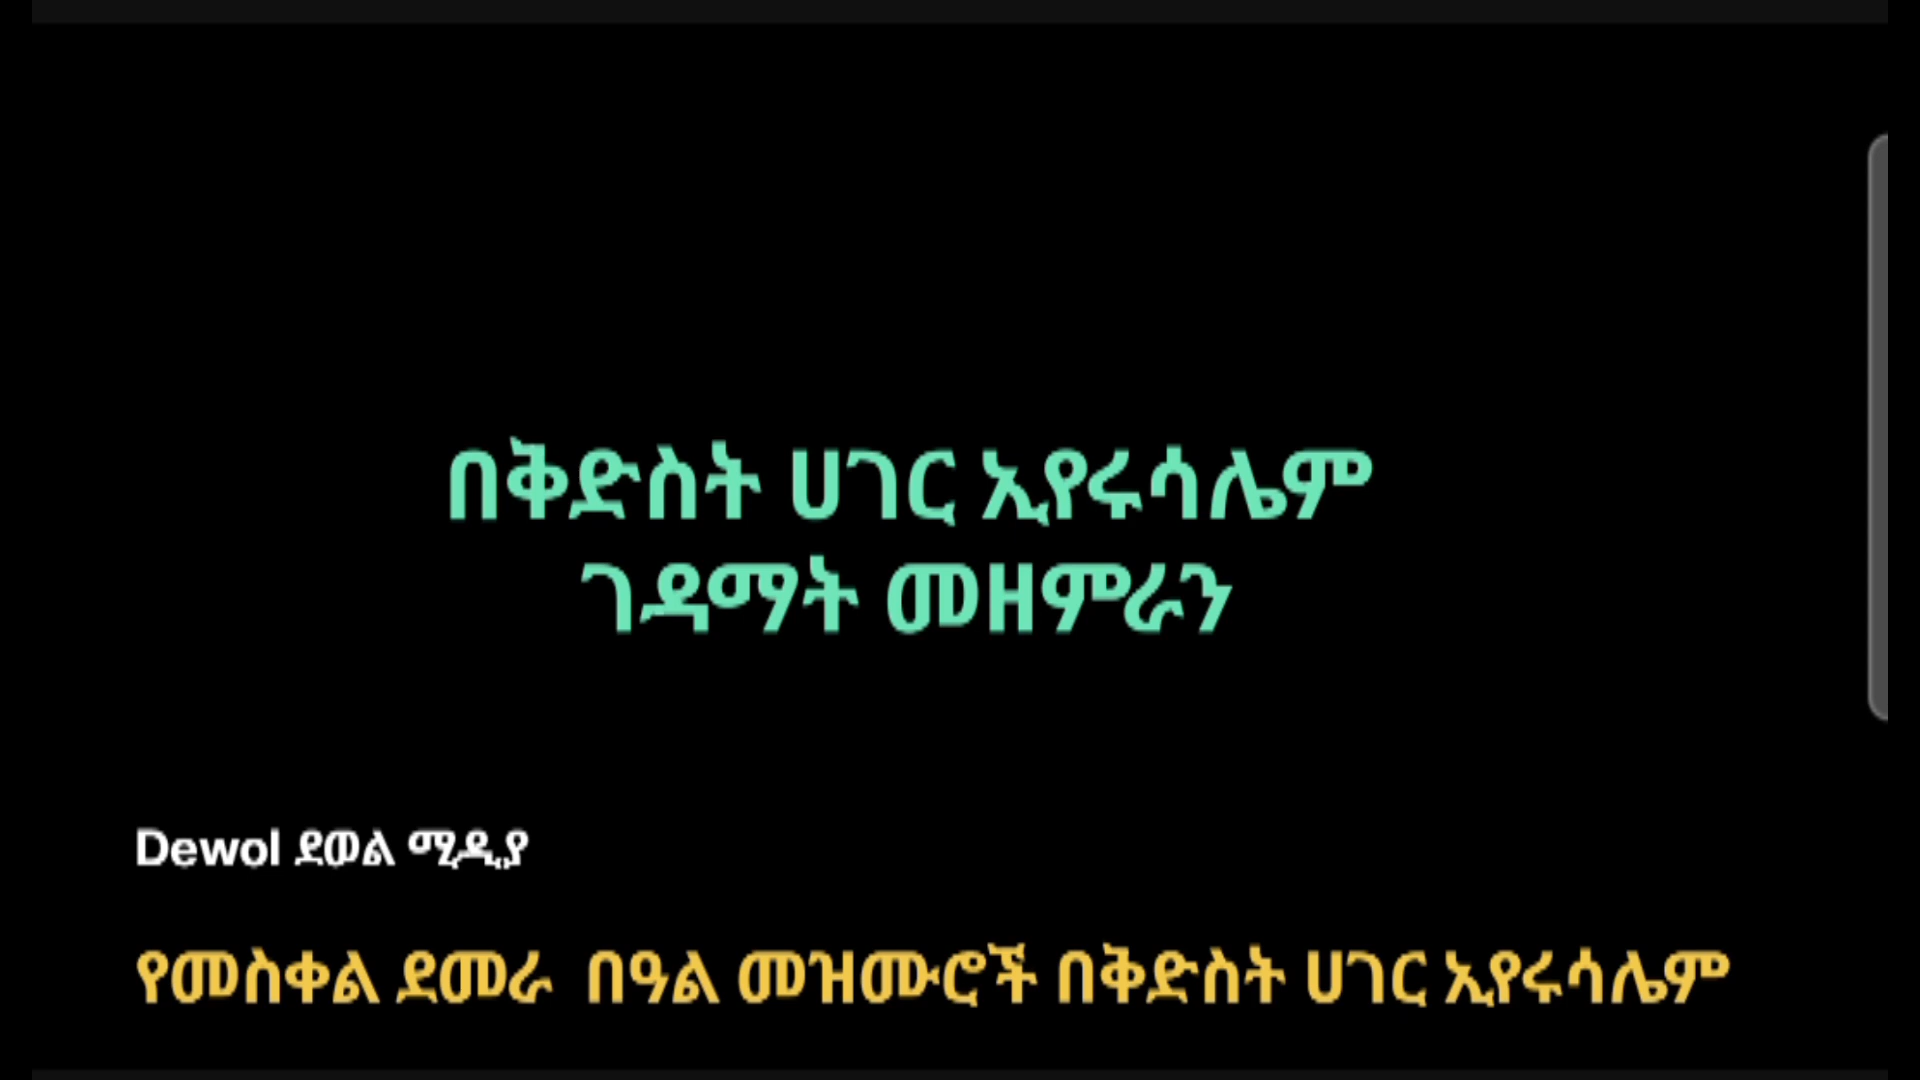 በቅድስት ሀገር ኢየሩሳሌም
ገዳማት መዘምራን
Dewol ደወል ሚዲያ
የመስቀል ደመራ በዓል መዝሙሮች በቅድስት ሀገር ኢየሩሳሌም